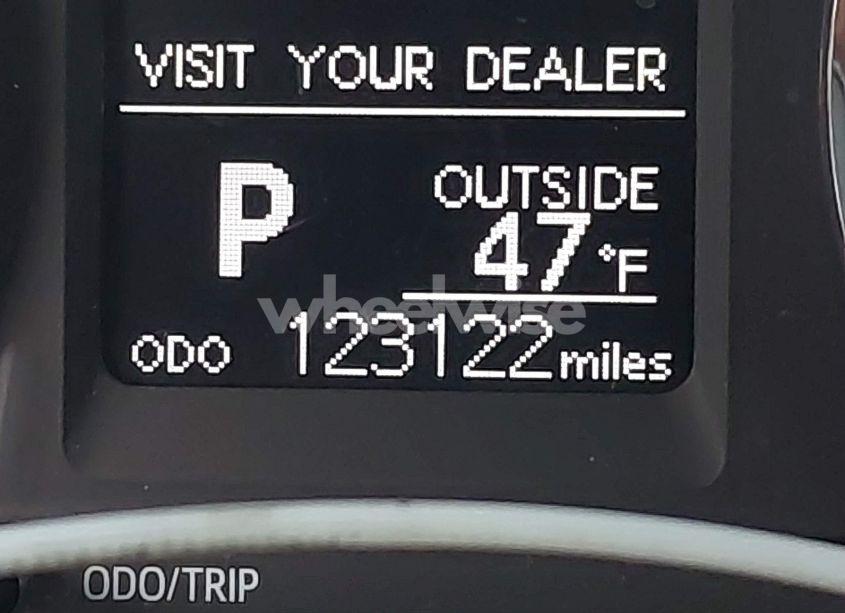 VISIT YOUR DEALER
P
OUTSIDE
47 °F
wheelwise
ODO 123122 miles
ODO/TRIP